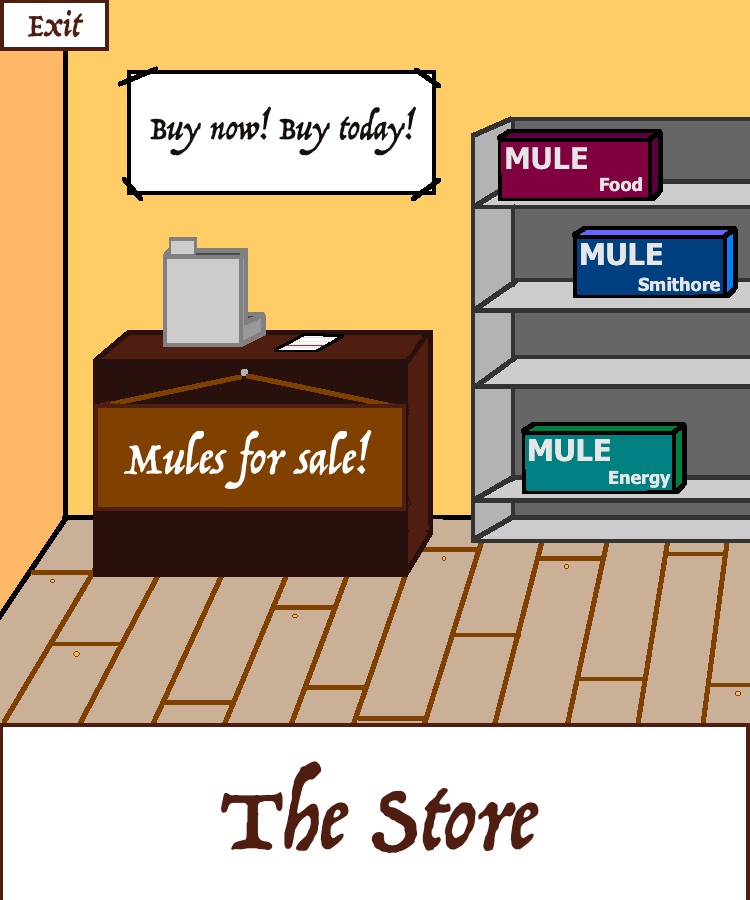 Exit
Buy now! Buy today!
MULE
Food
MULE
Smithore
Mules for sale!
MULE
Energy
The Store